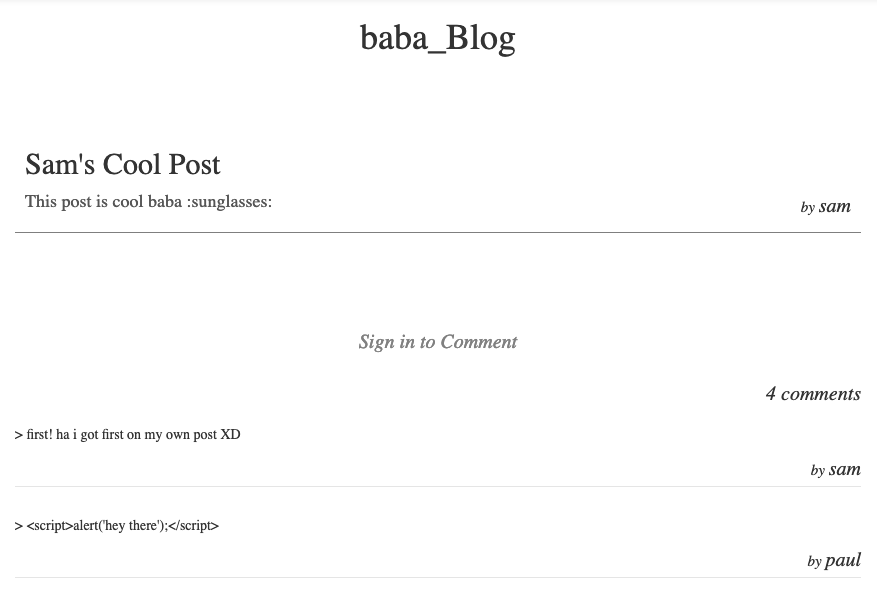 baba_Blog
Sam's Cool Post
This post is cool baba :sunglasses:
by sam
Sign in to Comment
4 comments
> first! ha i got first on my own post XD
by sam
> <script>alert('hey there');</script>
by paul